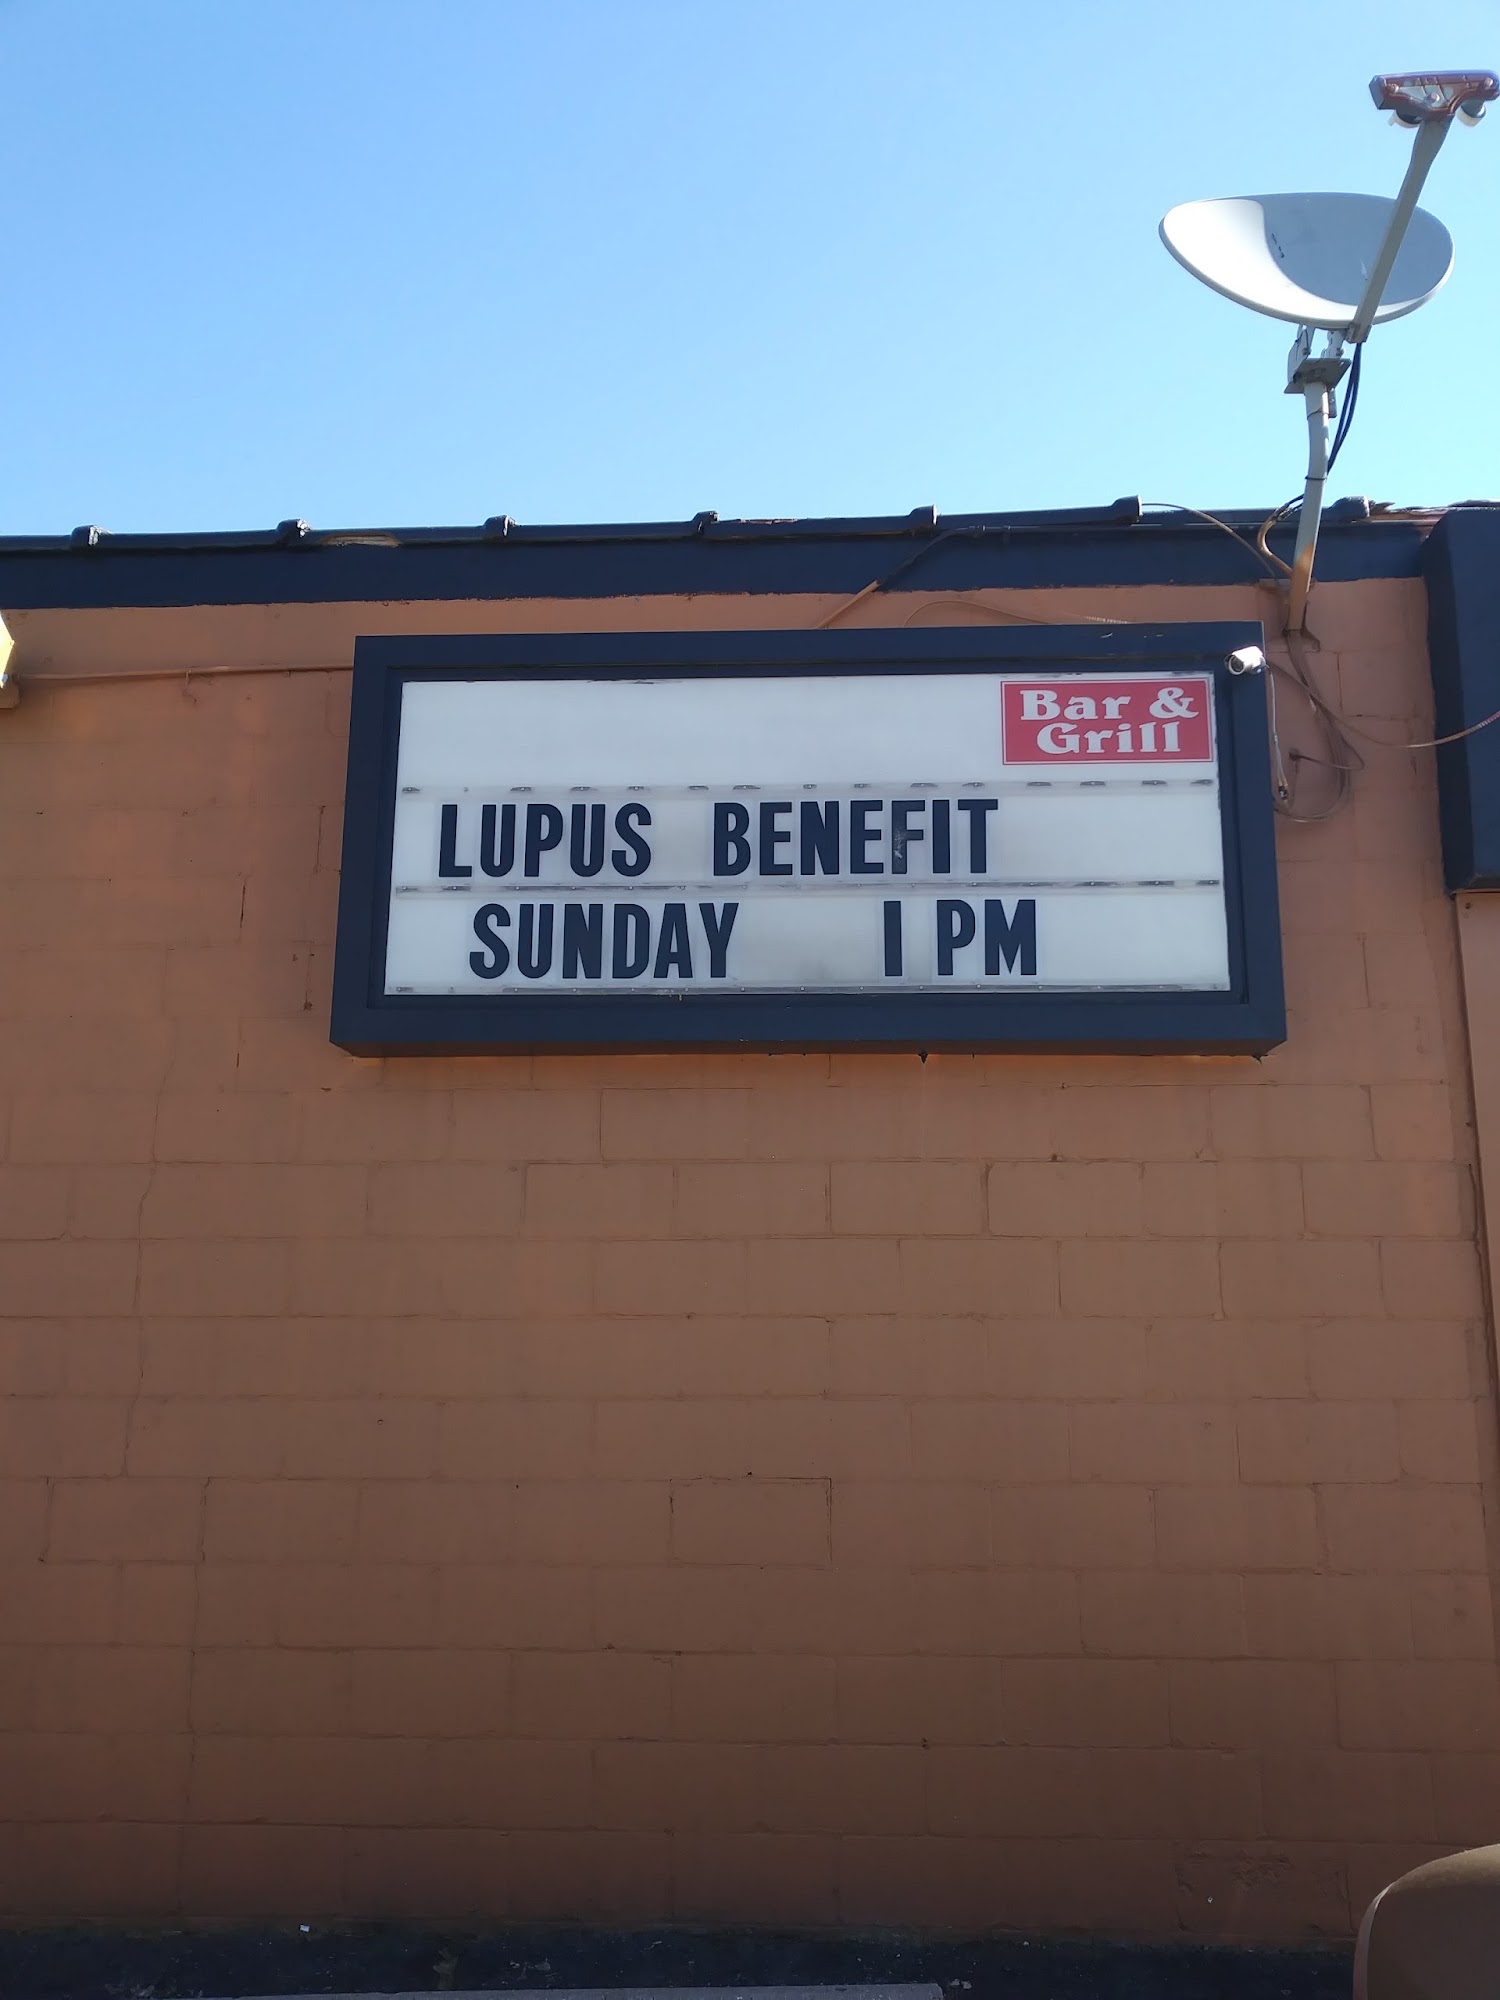 Bar &
Grill
LUPUS BENEFIT
SUNDAY 1 PM